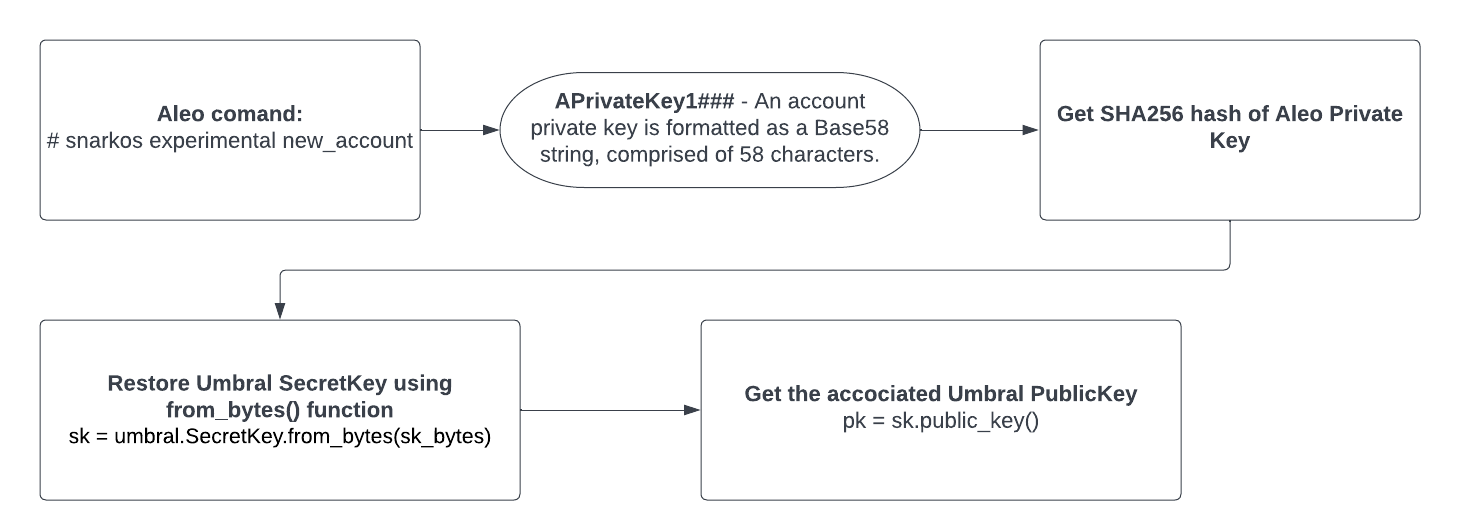 Aleo comand:
# snarkos experimental new_account
APrivateKey1### - An account
private key is formatted as a Base58
string, comprised of 58 characters.
Get SHA256 hash of Aleo Private
Key
Restore Umbral SecretKey using
from_bytes() function
sk = umbral.SecretKey.from_bytes(sk_bytes)
Get the accociated Umbral PublicKey
pk = sk.public_key()